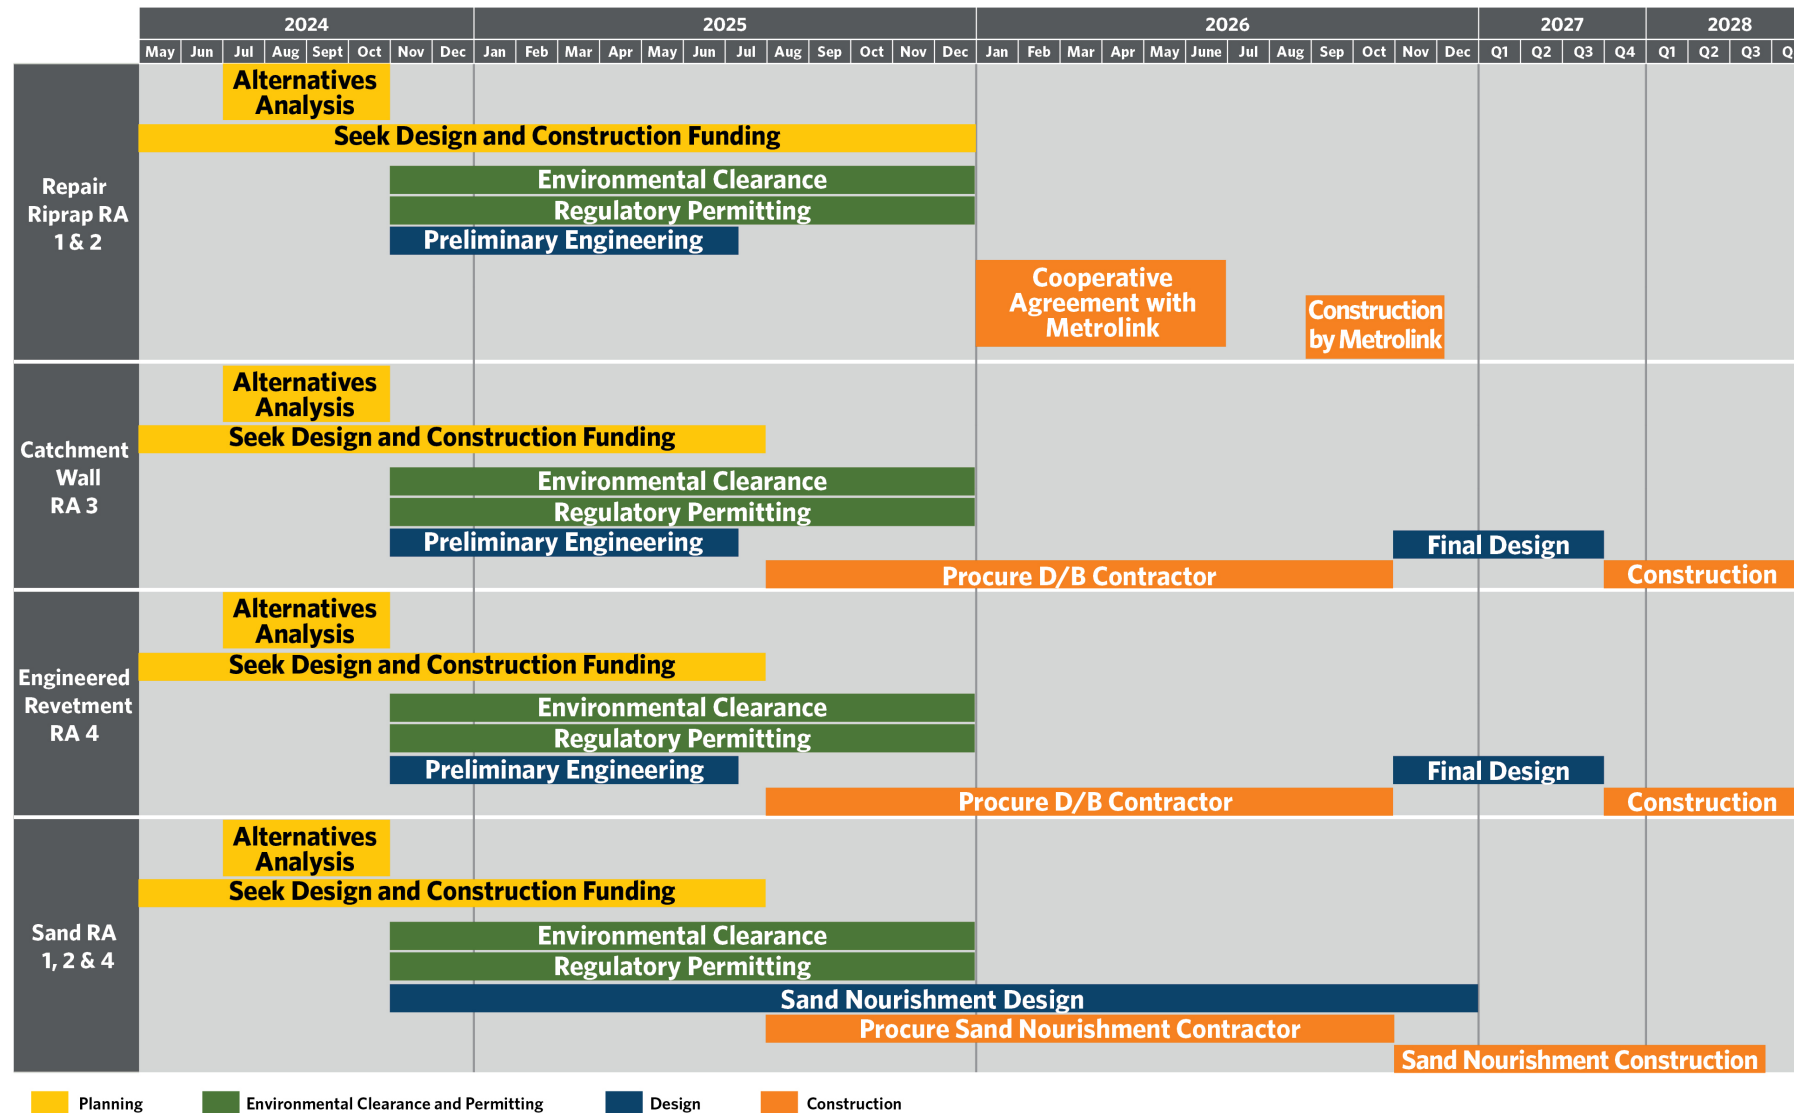 2024 2025 2026 2027 2028
May Jun Jul Aug Sept Oct Nov Dec Jan Feb Mar Apr May Jun Jul Aug Sep Oct Nov Dec Jan Feb Mar Apr May June Jul Aug Sep Oct Nov Dec Q1 Q2 Q3 Q4 Q1 Q2 Q3 Q
Repair
Riprap RA
1 & 2
Alternatives
Analysis
Seek Design and Construction Funding
Environmental Clearance
Regulatory Permitting
Preliminary Engineering
Cooperative
Agreement with
Metrolink
Construction
by Metrolink
Catchment
Wall
RA 3
Alternatives
Analysis
Seek Design and Construction Funding
Environmental Clearance
Regulatory Permitting
Preliminary Engineering
Final Design
Procure D/B Contractor
Construction
Engineered
Revetment
RA 4
Alternatives
Analysis
Seek Design and Construction Funding
Environmental Clearance
Regulatory Permitting
Preliminary Engineering
Final Design
Procure D/B Contractor
Construction
Sand RA
1, 2 & 4
Alternatives
Analysis
Seek Design and Construction Funding
Environmental Clearance
Regulatory Permitting
Sand Nourishment Design
Procure Sand Nourishment Contractor
Sand Nourishment Construction
Planning Environmental Clearance and Permitting Design Construction